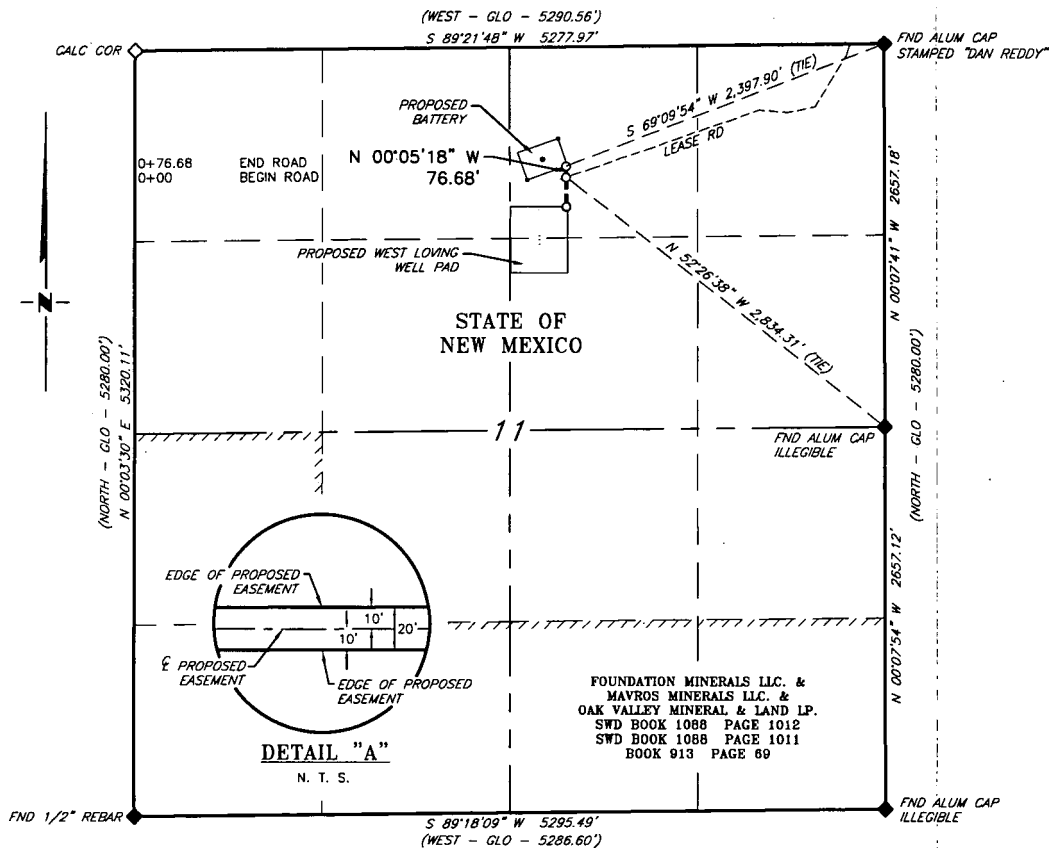 (WEST - GLO - 5290.56')
S 89°21'48" W 5277.97'
CALC COR
FND ALUM CAP
STAMPED "DAN REDDY"
PROPOSED
BATTERY
S 69°09'54" W 2,397.90' (TIE)
LEASE RD
N 00°05'18" W
76.68'
0+76.68 END ROAD
0+00 BEGIN ROAD
N 00°07'41" W 2657.18'
PROPOSED WEST LOVING
WELL PAD
N 52°26'38" W 2,834.31' (TIE)
N
STATE OF
NEW MEXICO
(NORTH - GLO - 5280.00')
N 00°03'30" E 5320.11'
(NORTH - GLO - 5280.00')
11
FND ALUM CAP
ILLEGIBLE
N 00°07'54" W 2657.12'
EDGE OF PROPOSED
EASEMENT
10'
10'
20'
℄ PROPOSED
EASEMENT
EDGE OF PROPOSED
EASEMENT
DETAIL "A"
N. T. S.
FOUNDATION MINERALS LLC. &
MAVROS MINERALS LLC. &
OAK VALLEY MINERAL & LAND LP.
SWD BOOK 1088 PAGE 1012
SWD BOOK 1088 PAGE 1011
BOOK 913 PAGE 69
FND 1/2" REBAR
S 89°18'09" W 5295.49'
(WEST - GLO - 5286.60')
FND ALUM CAP
ILLEGIBLE